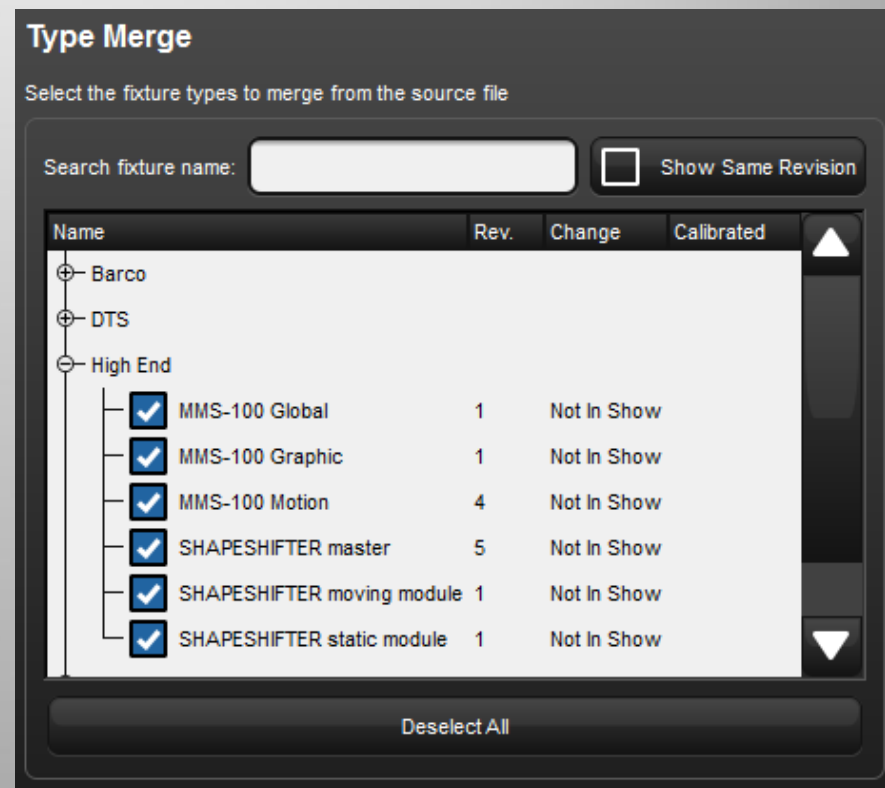 Type Merge
Select the fixture types to merge from the source file
Search fixture name: Show Same Revision
Name Rev. Change Calibrated
Barco
DTS
High End
MMS-100 Global 1 Not In Show
MMS-100 Graphic 1 Not In Show
MMS-100 Motion 4 Not In Show
SHAPESHIFTER master 5 Not In Show
SHAPESHIFTER moving module 1 Not In Show
SHAPESHIFTER static module 1 Not In Show
Deselect All